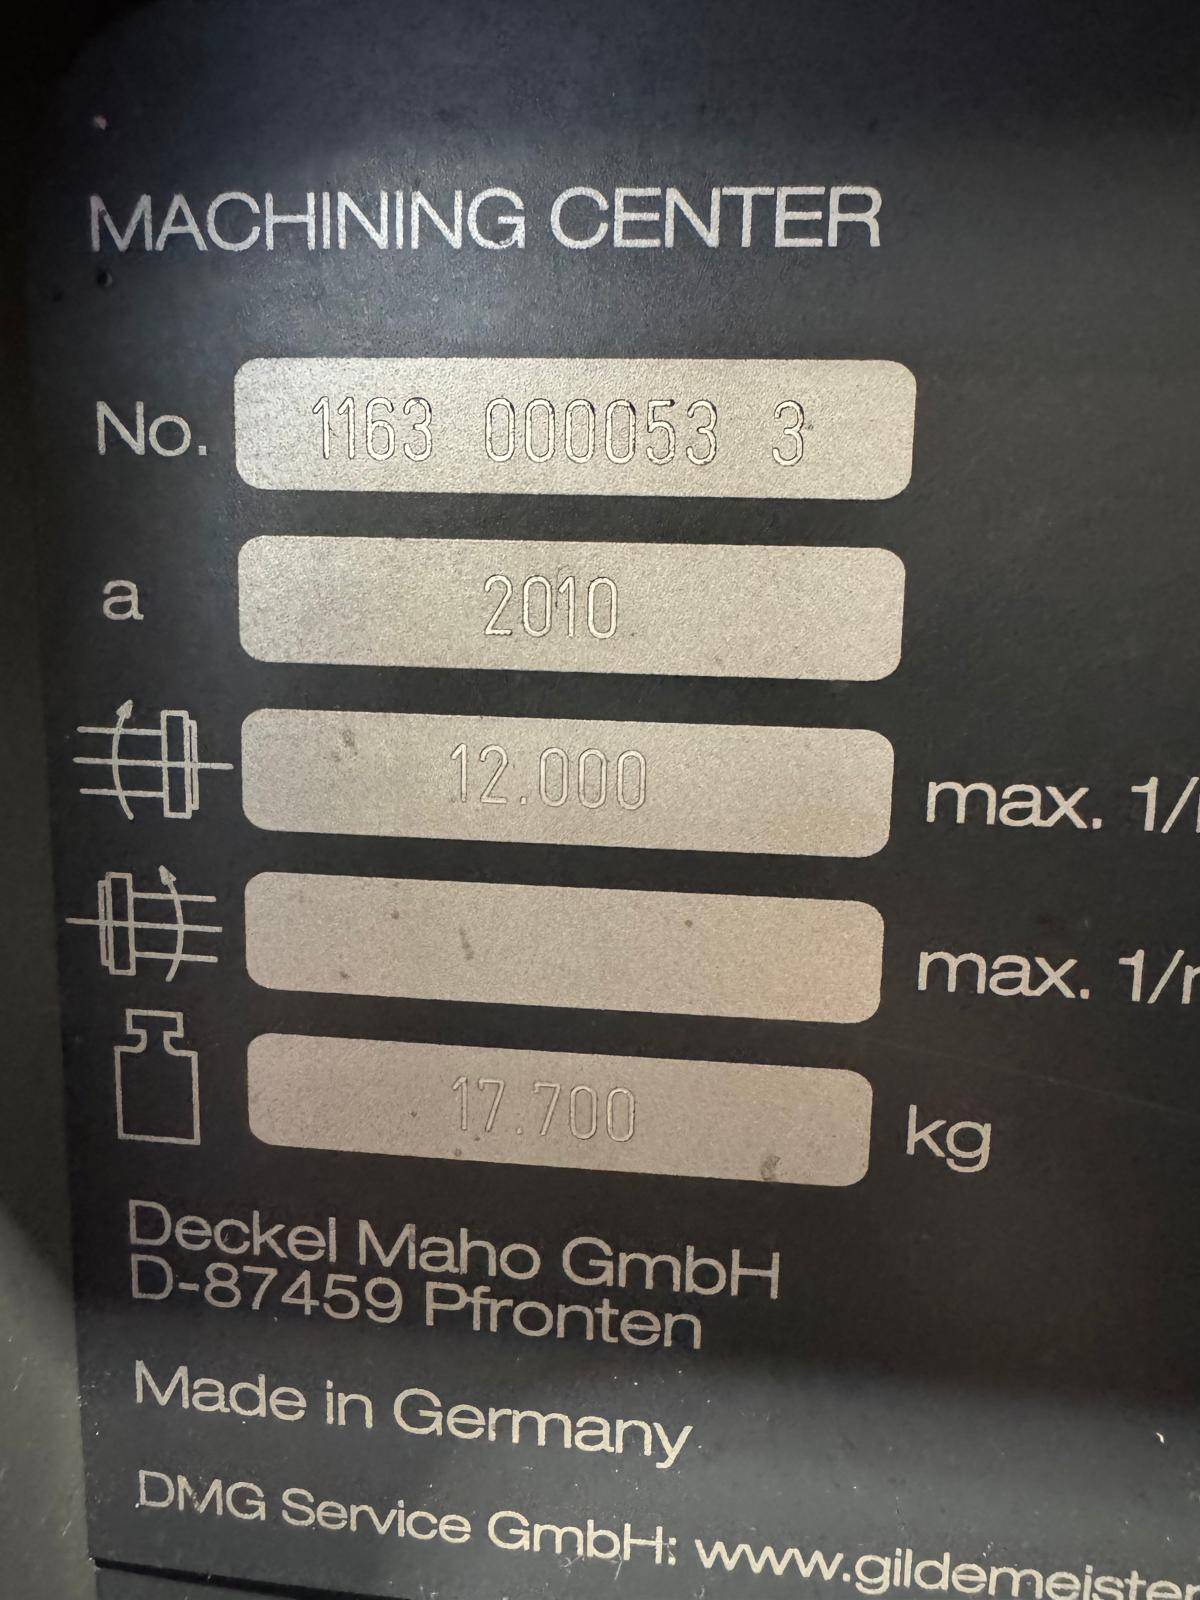 MACHINING CENTER
No. 1163 000053 3
a 2010
12.000 max. 1/
max. 1/
17.700 kg
Deckel Maho GmbH
D-87459 Pfronten
Made in Germany
DMG Service GmbH: www.gildemeister